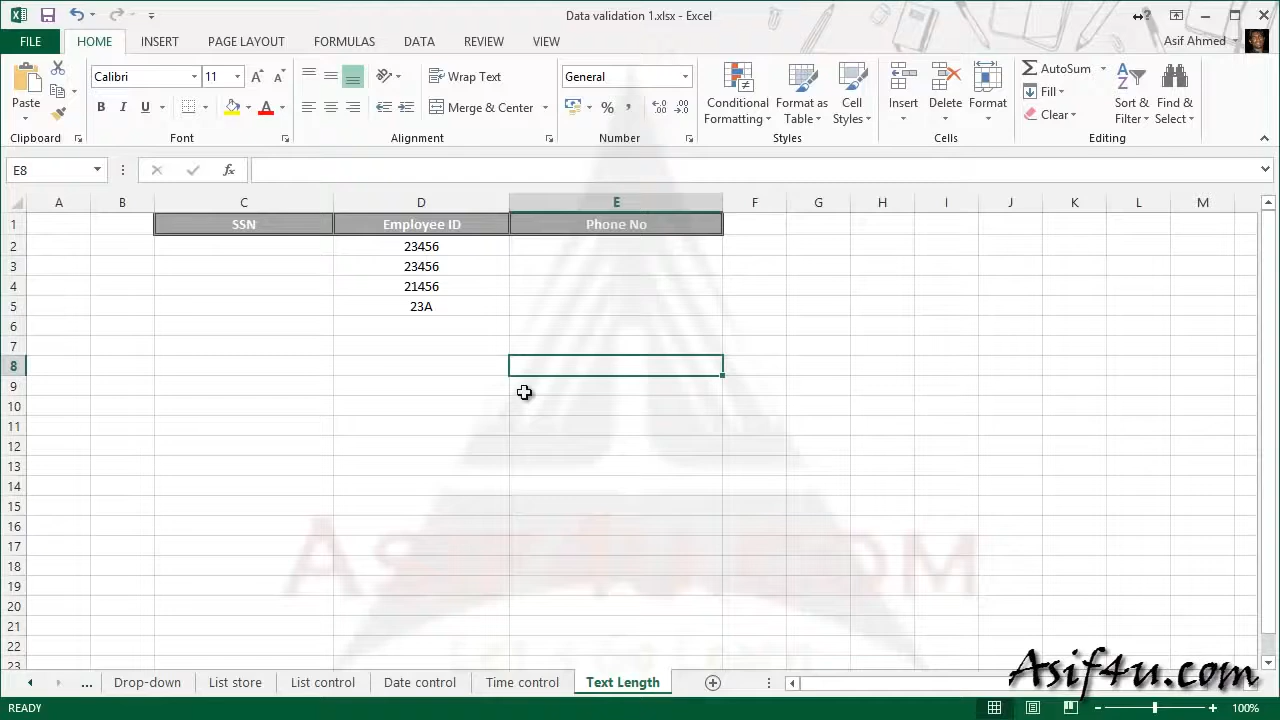 Data validation 1.xlsx - Excel
?
FILE HOME INSERT PAGE LAYOUT FORMULAS DATA REVIEW VIEW Asif Ahmed
Paste
Clipboard
Calibri 11
B I U A
Font
Wrap Text
Merge & Center
Alignment
General
% ,
Number
Conditional Formatting
Format as Table
Cell Styles
Styles
Insert
Delete
Format
Cells
AutoSum
Fill
Clear
Sort & Filter
Find & Select
Editing
E8 fx
A B C D E F G H I J K L M
1 SSN Employee ID Phone No
2 23456
3 23456
4 21456
5 23A
6
7
8
9
10
11
12
13
14
15
16
17
18
19
20
21
22
23
Asif4u.com
... Drop-down List store List control Date control Time control Text Length
READY 100%